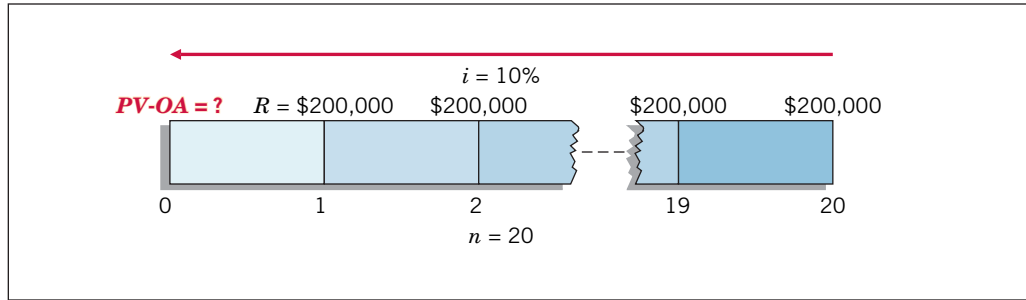 i = 10%
PV-OA = ? R = $200,000 $200,000 $200,000 $200,000
0 1 2 19 20
n = 20